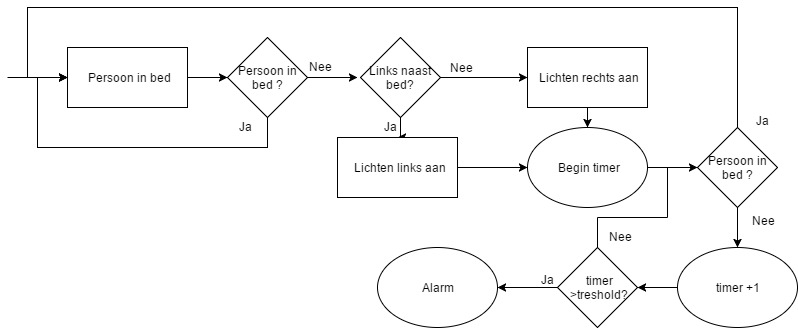 Persoon in bed
Persoon in
bed ?
Nee
Ja
Links naast
bed?
Nee
Ja
Lichten rechts aan
Lichten links aan
Begin timer
Persoon in
bed ?
Ja
Nee
timer +1
timer
>treshold?
Nee
Ja
Alarm